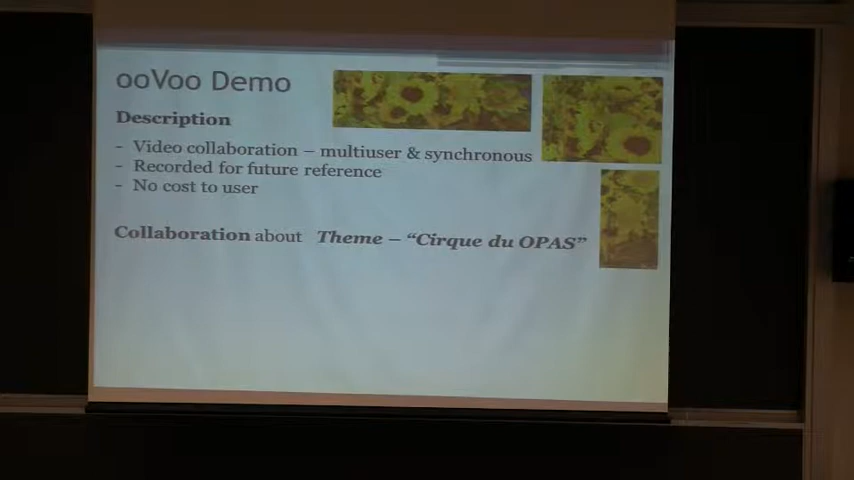 ooVoo Demo
Description
- Video collaboration – multiuser & synchronous
- Recorded for future reference
- No cost to user
Collaboration about Theme – “Cirque du OPAS”